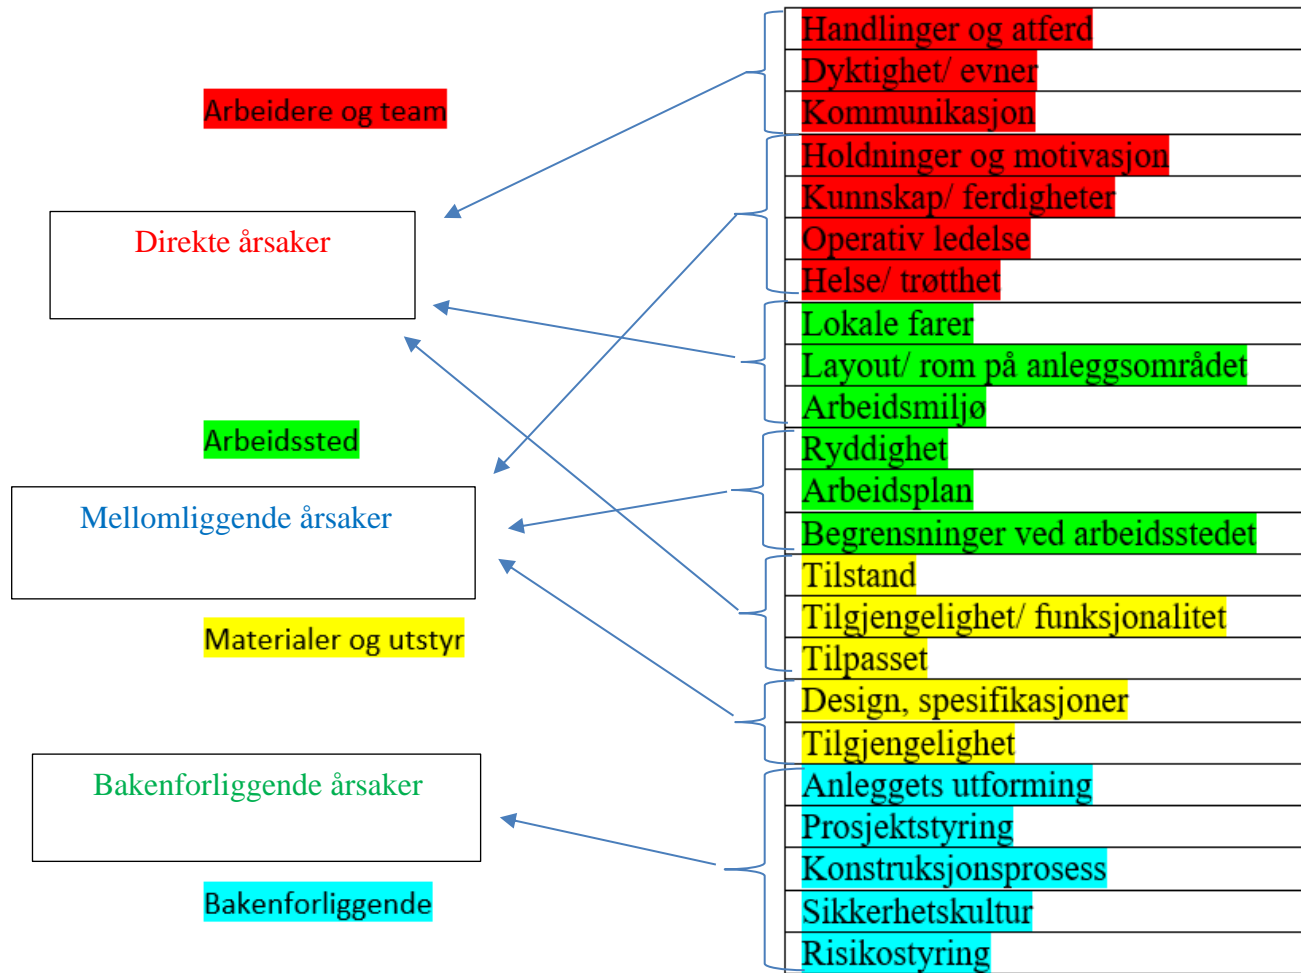 Arbeidere og team
Direkte årsaker
Arbeidssted
Mellomliggende årsaker
Materialer og utstyr
Bakenforliggende årsaker
Bakenforliggende
Handlinger og atferd
Dyktighet/ evner
Kommunikasjon
Holdninger og motivasjon
Kunnskap/ ferdigheter
Operativ ledelse
Helse/ trøtthet
Lokale farer
Layout/ rom på anleggsområdet
Arbeidsmiljø
Ryddighet
Arbeidsplan
Begrensninger ved arbeidsstedet
Tilstand
Tilgjengelighet/ funksjonalitet
Tilpasset
Design, spesifikasjoner
Tilgjengelighet
Anleggets utforming
Prosjektstyring
Konstruksjonsprosess
Sikkerhetskultur
Risikostyring